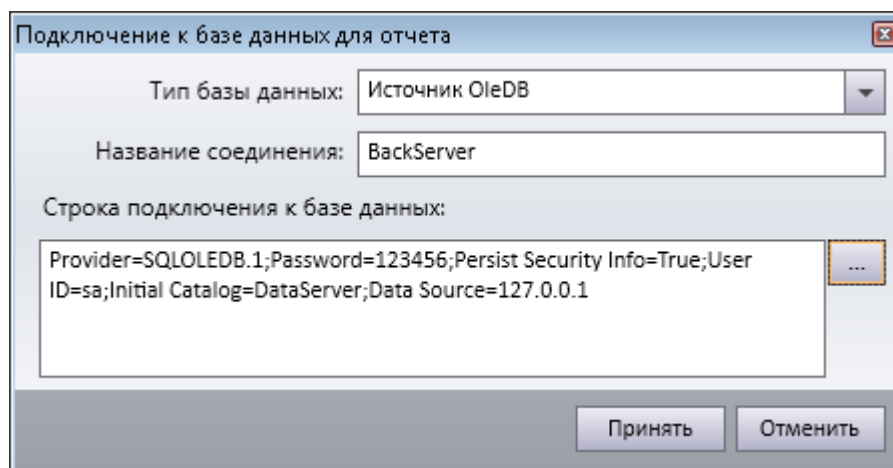 Подключение к базе данных для отчета
Тип базы данных: Источник OleDB
Название соединения: BackServer
Строка подключения к базе данных:
Provider=SQLOLEDB.1;Password=123456;Persist Security Info=True;User
ID=sa;Initial Catalog=DataServer;Data Source=127.0.0.1
...
Принять Отменить